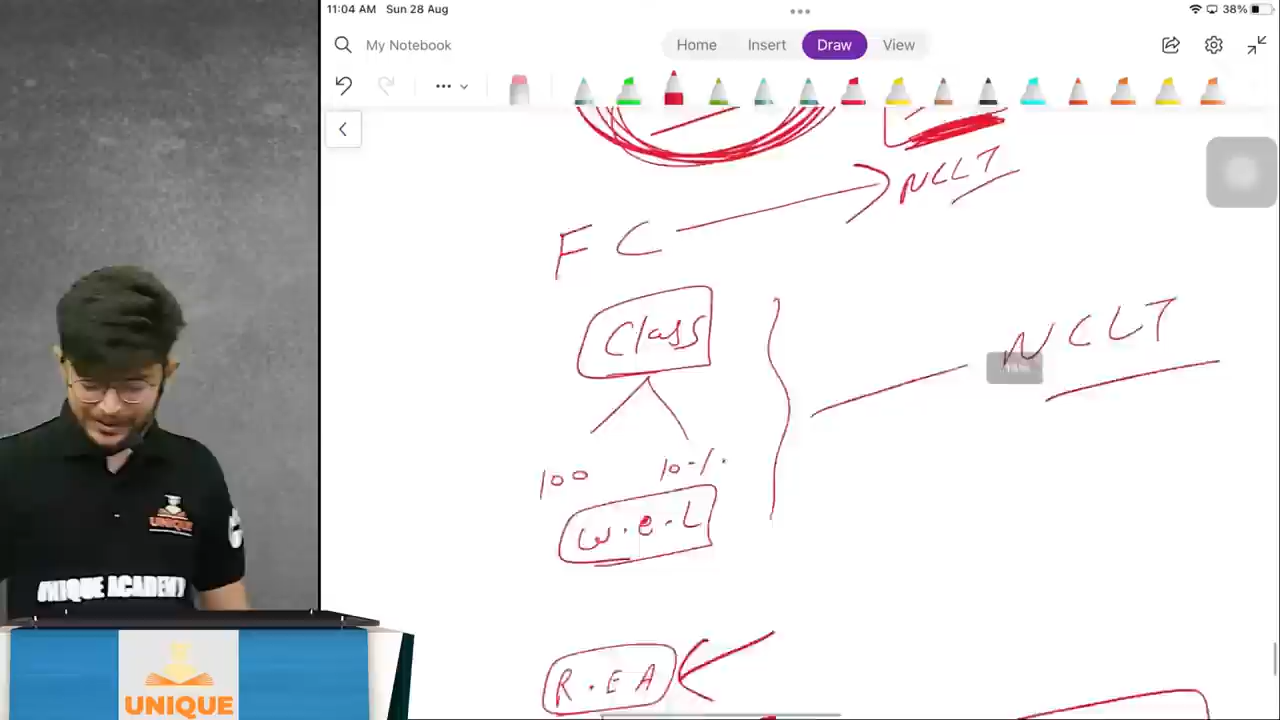 11:04 AM Sun 28 Aug
38%
My Notebook
Home Insert Draw View
NCLT
F C
Class
NCLT
100 10%
W.e.L
R.E A
UNIQUE
UNIQUE ACADEMY
UNIQUE